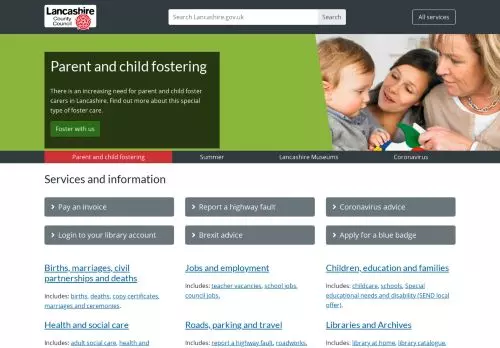 Lancashire
County
Council
Search Lancashire.gov.uk
Search
All services
Parent and child fostering
There is an increasing need for parent and child foster
carers in Lancashire. Find out more about this special
type of foster care.
Foster with us
Parent and child fostering
Summer
Lancashire Museums
Coronavirus
Services and information
Pay an invoice
Report a highway fault
Coronavirus advice
Login to your library account
Brexit advice
Apply for a blue badge
Births, marriages, civil
partnerships and deaths
Includes: births, deaths, copy certificates,
marriages and ceremonies.
Jobs and employment
Includes: teacher vacancies, school jobs,
council jobs.
Children, education and families
Includes: childcare, schools, Special
educational needs and disability (SEND local
offer).
Health and social care
Includes: adult social care, health and
Roads, parking and travel
Includes: report a highway fault, roadworks,
Libraries and Archives
Includes: library at home, library catalogue,